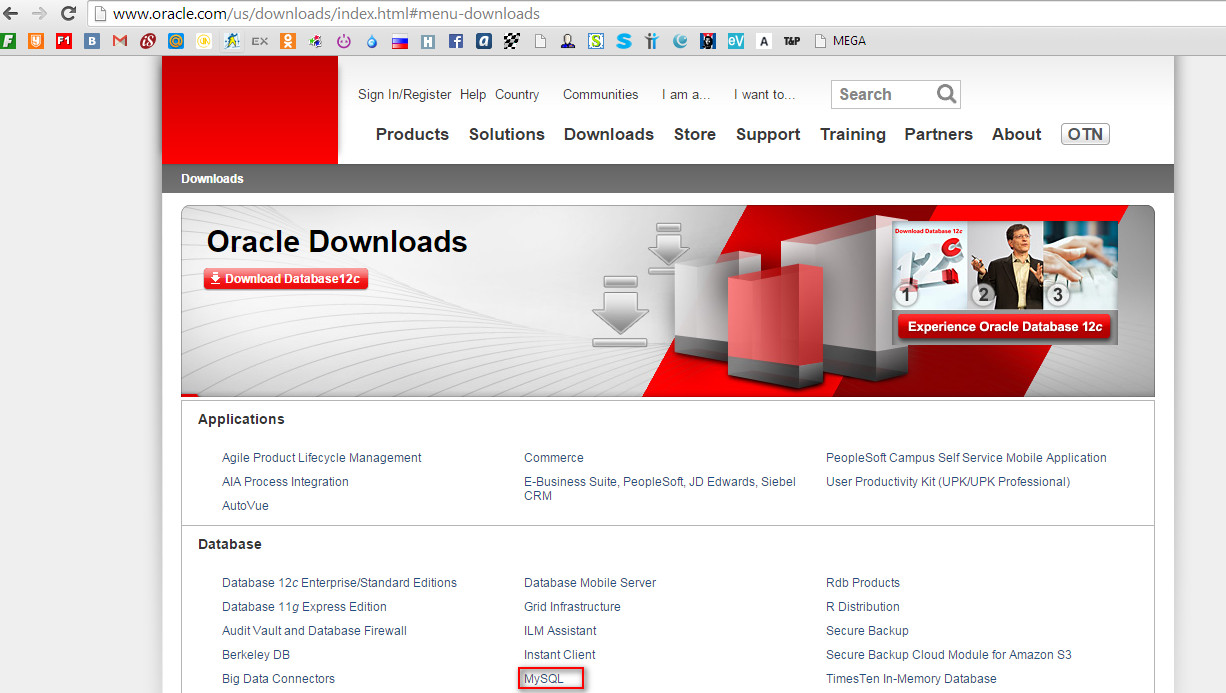 www.oracle.com/us/downloads/index.html#menu-downloads
MEGA
Sign In/Register Help Country Communities I am a... I want to... Search
Products Solutions Downloads Store Support Training Partners About OTN
Downloads
Oracle Downloads
Download Database12c
Download Database 12c
12c
1 2 3
Experience Oracle Database 12c
Applications
Agile Product Lifecycle Management
AIA Process Integration
AutoVue
Commerce
E-Business Suite, PeopleSoft, JD Edwards, Siebel
CRM
PeopleSoft Campus Self Service Mobile Application
User Productivity Kit (UPK/UPK Professional)
Database
Database 12c Enterprise/Standard Editions
Database 11g Express Edition
Audit Vault and Database Firewall
Berkeley DB
Big Data Connectors
Database Mobile Server
Grid Infrastructure
ILM Assistant
Instant Client
MySQL
Rdb Products
R Distribution
Secure Backup
Secure Backup Cloud Module for Amazon S3
TimesTen In-Memory Database